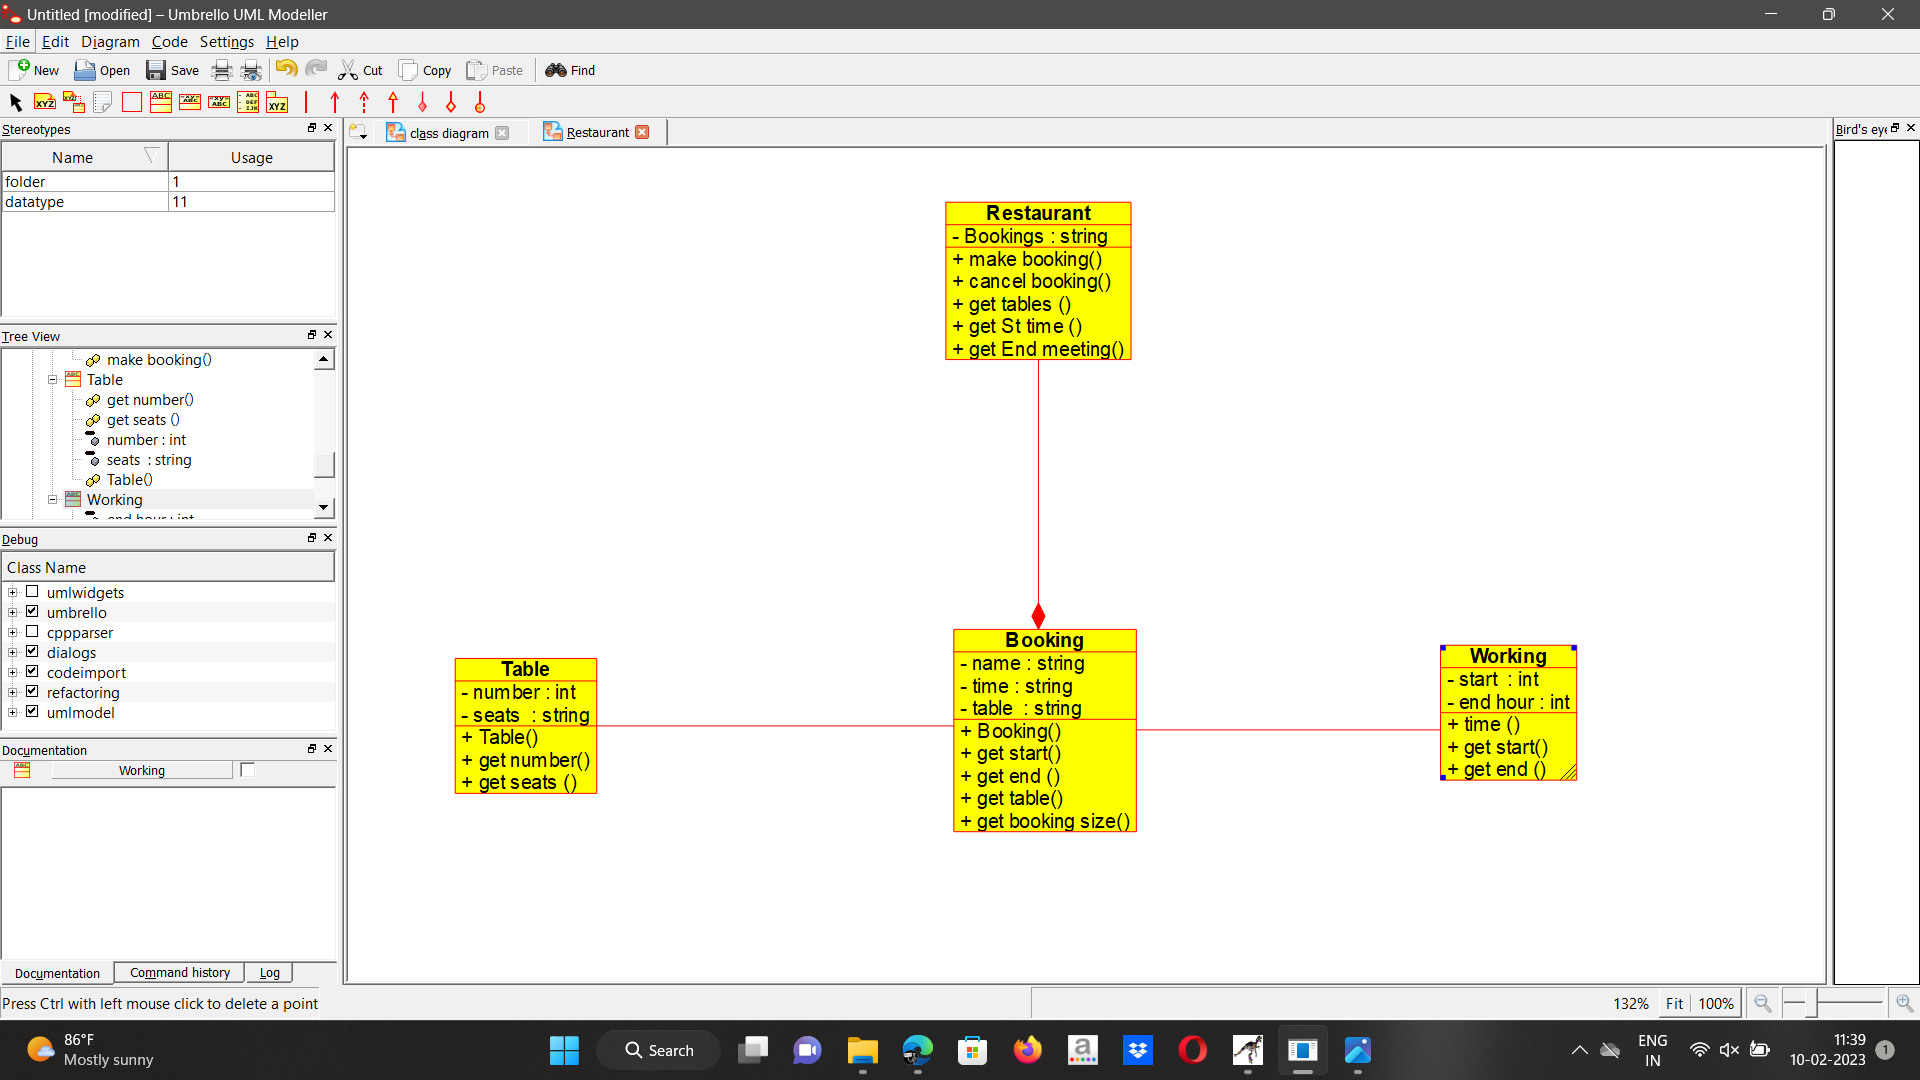 Untitled [modified] – Umbrello UML Modeller
File Edit Diagram Code Settings Help
New Open Save Cut Copy Paste Find
Stereotypes
Name Usage
folder 1
datatype 11
Tree View
make booking()
Table
get number()
get seats ()
number : int
seats : string
Table()
Working
end hour : int
Debug
Class Name
umlwidgets
umbrello
cppparser
dialogs
codeimport
refactoring
umlmodel
Documentation
Working
Documentation Command history Log
Press Ctrl with left mouse click to delete a point
class diagram Restaurant
Bird's eye
Restaurant
- Bookings : string
+ make booking()
+ cancel booking()
+ get tables ()
+ get St time ()
+ get End meeting()
Table
- number : int
- seats : string
+ Table()
+ get number()
+ get seats ()
Booking
- name : string
- time : string
- table : string
+ Booking()
+ get start()
+ get end ()
+ get table()
+ get booking size()
Working
- start : int
- end hour : int
+ time ()
+ get start()
+ get end ()
132% Fit 100%
86°F
Mostly sunny
Search
ENG
IN
11:39
10-02-2023
1